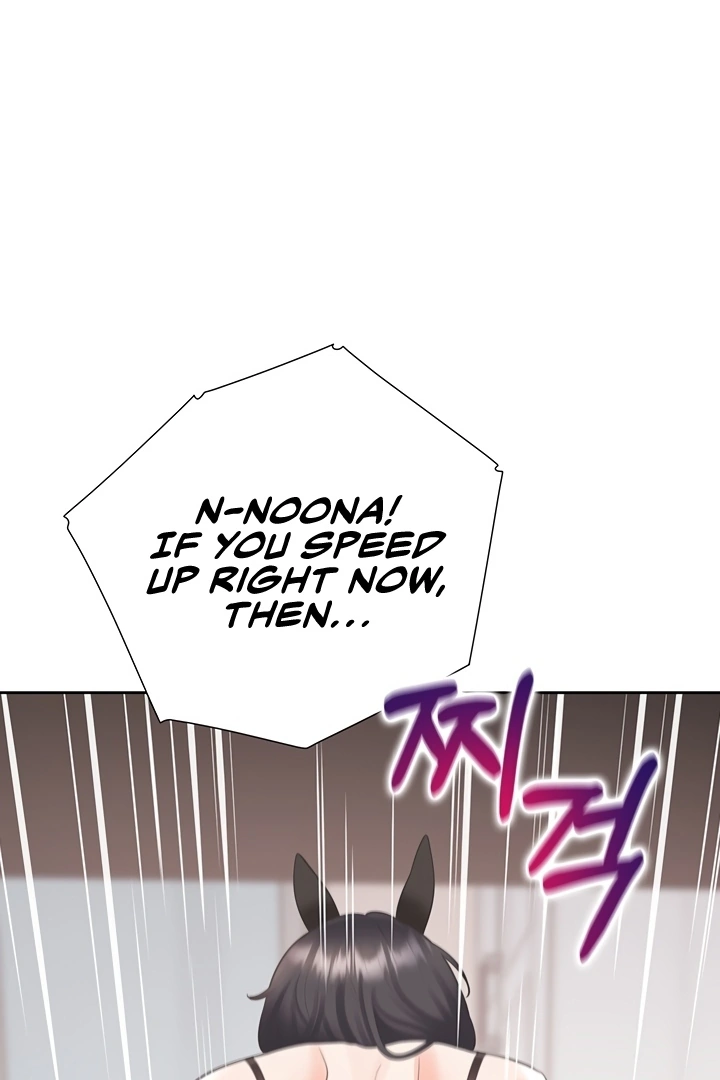 N-NOONA!
IF YOU SPEED
UP RIGHT NOW,
THEN...
찌걱